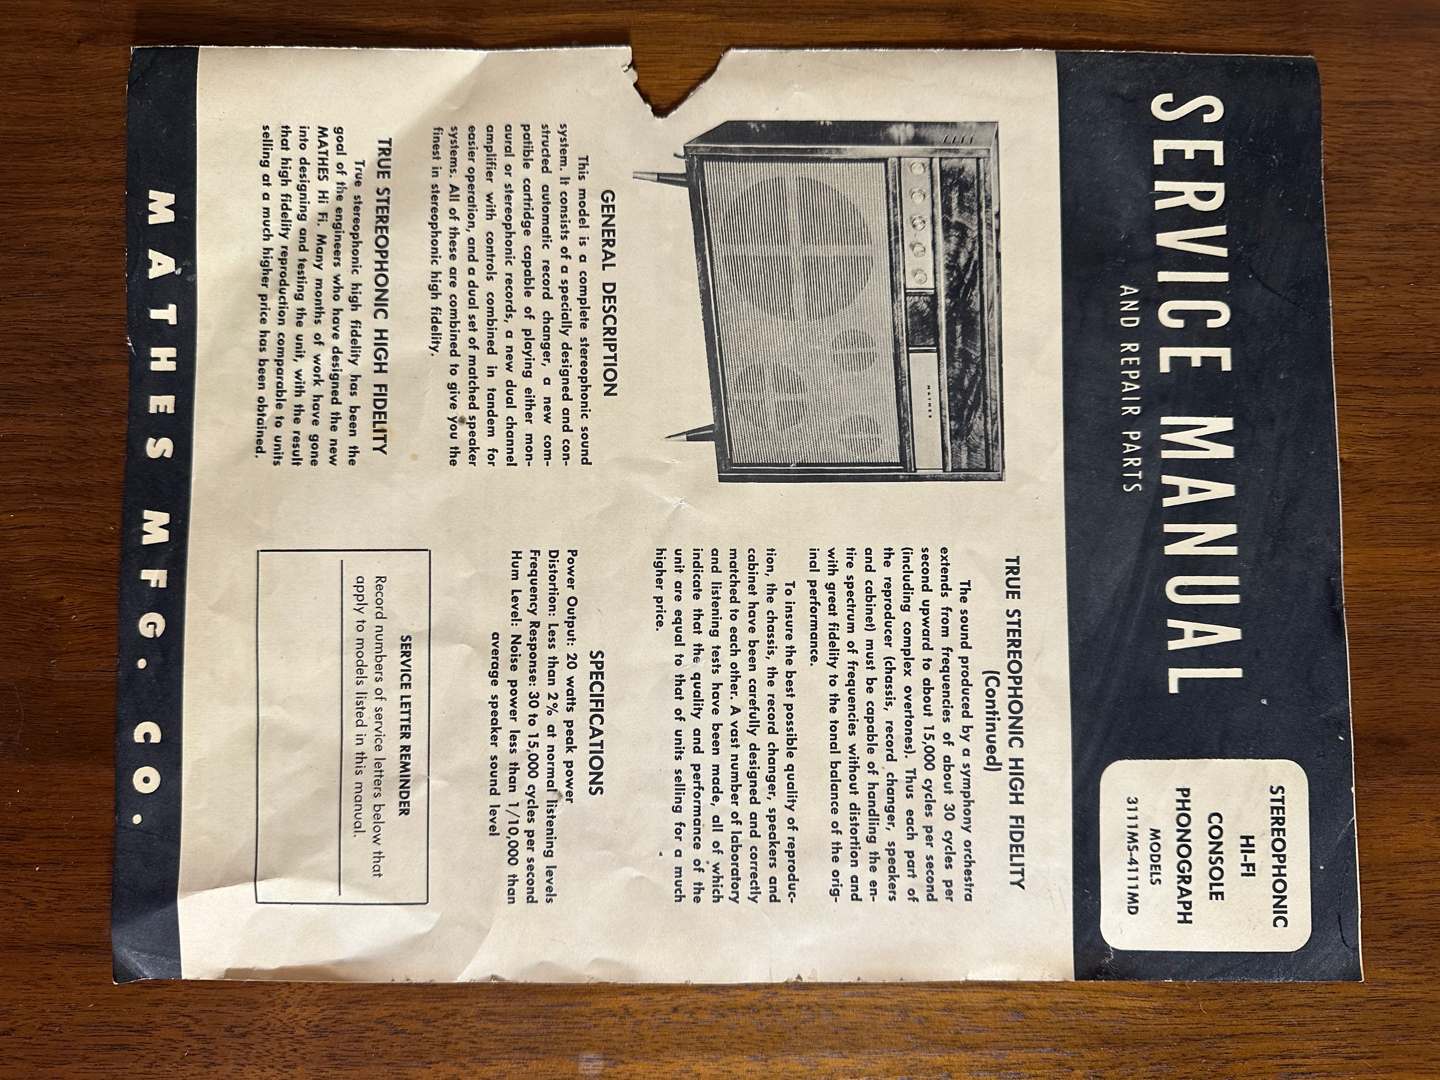 SERVICE MANUAL
AND REPAIR PARTS
STEREOPHONIC
HI-FI
CONSOLE
PHONOGRAPH
MODELS
3111MS-4111MD
MATHES
GENERAL DESCRIPTION
This model is a complete stereophonic sound
system. It consists of a specially designed and con-
structed automatic record changer, a new com-
patible cartridge capable of playing either mon-
aural or stereophonic records, a new dual channel
amplifier with controls combined in tandem for
easier operation, and a dual set of matched speaker
systems. All of these are combined to give you the
finest in stereophonic high fidelity.
TRUE STEREOPHONIC HIGH FIDELITY
True stereophonic high fidelity has been the
goal of the engineers who have designed the new
MATHES Hi Fi. Many months of work have gone
into designing and testing the unit, with the result
that high fidelity reproduction comparable to units
selling at a much higher price has been obtained.
TRUE STEREOPHONIC HIGH FIDELITY
(Continued)
The sound produced by a symphony orchestra
extends from frequencies of about 30 cycles per
second upward to about 15,000 cycles per second
(including complex overtones). Thus each part of
the reproducer (chassis, record changer, speakers
and cabinet) must be capable of handling the en-
tire spectrum of frequencies without distortion and
with great fidelity to the tonal balance of the orig-
inal performance.
To insure the best possible quality of reproduc-
tion, the chassis, the record changer, speakers and
cabinet have been carefully designed and correctly
matched to each other. A vast number of laboratory
and listening tests have been made, all of which
indicate that the quality and performance of the
unit are equal to that of units selling for a much
higher price.
SPECIFICATIONS
Power Output: 20 watts peak power
Distortion: Less than 2% at normal listening levels
Frequency Response: 30 to 15,000 cycles per second
Hum Level: Noise power less than 1/10,000 than
average speaker sound level
SERVICE LETTER REMINDER
Record numbers of service letters below that
apply to models listed in this manual.
MATHES MFG. CO.